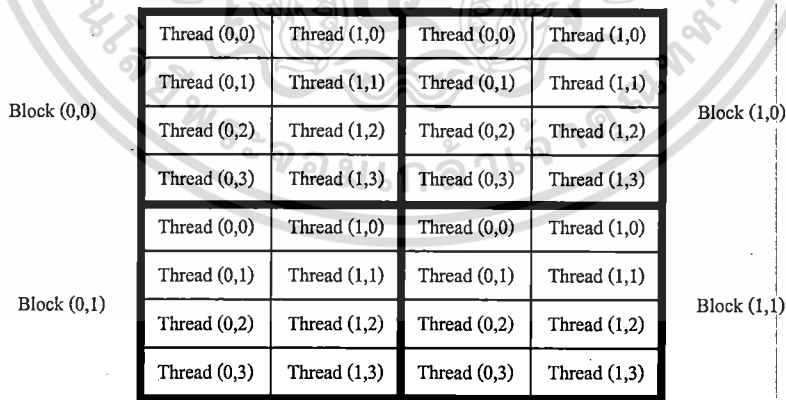 Thread (0,0) Thread (1,0) Thread (0,0) Thread (1,0)
Thread (0,1) Thread (1,1) Thread (0,1) Thread (1,1)
Block (0,0) Block (1,0)
Thread (0,2) Thread (1,2) Thread (0,2) Thread (1,2)
Thread (0,3) Thread (1,3) Thread (0,3) Thread (1,3)
Thread (0,0) Thread (1,0) Thread (0,0) Thread (1,0)
Thread (0,1) Thread (1,1) Thread (0,1) Thread (1,1)
Block (0,1) Block (1,1)
Thread (0,2) Thread (1,2) Thread (0,2) Thread (1,2)
Thread (0,3) Thread (1,3) Thread (0,3) Thread (1,3)